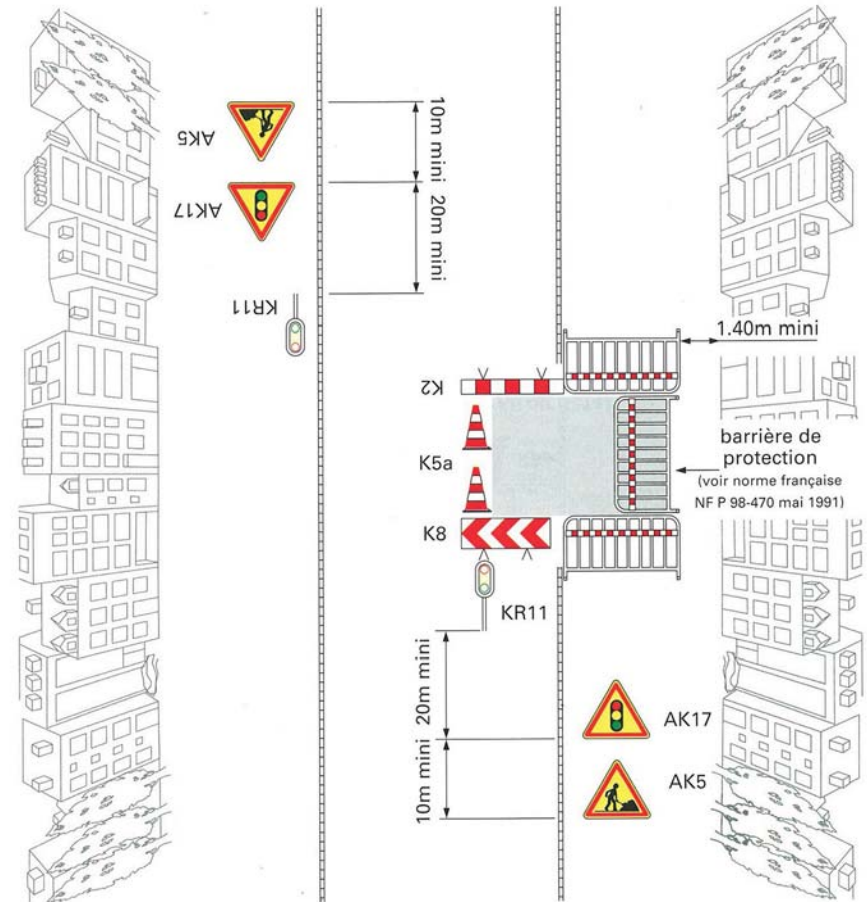 AK5
10m mini
AK17
20m mini
KR11
1.40m mini
K2
K5a
barrière de
protection
(voir norme française
NF P 98-470 mai 1991)
K8
KR11
20m mini
AK17
10m mini
AK5